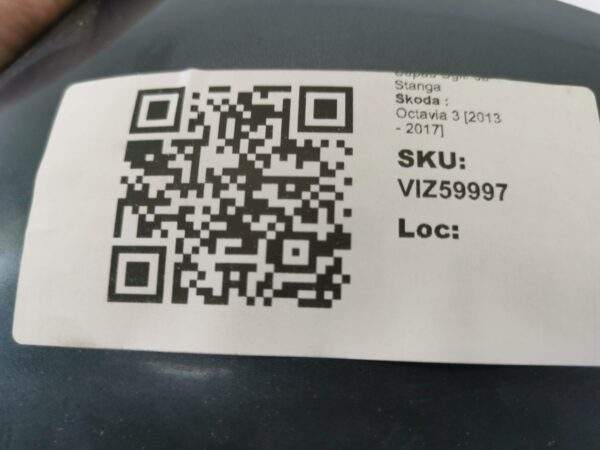 Stanga
Skoda :
Octavia 3 [2013
- 2017]
SKU:
VIZ59997
Loc: